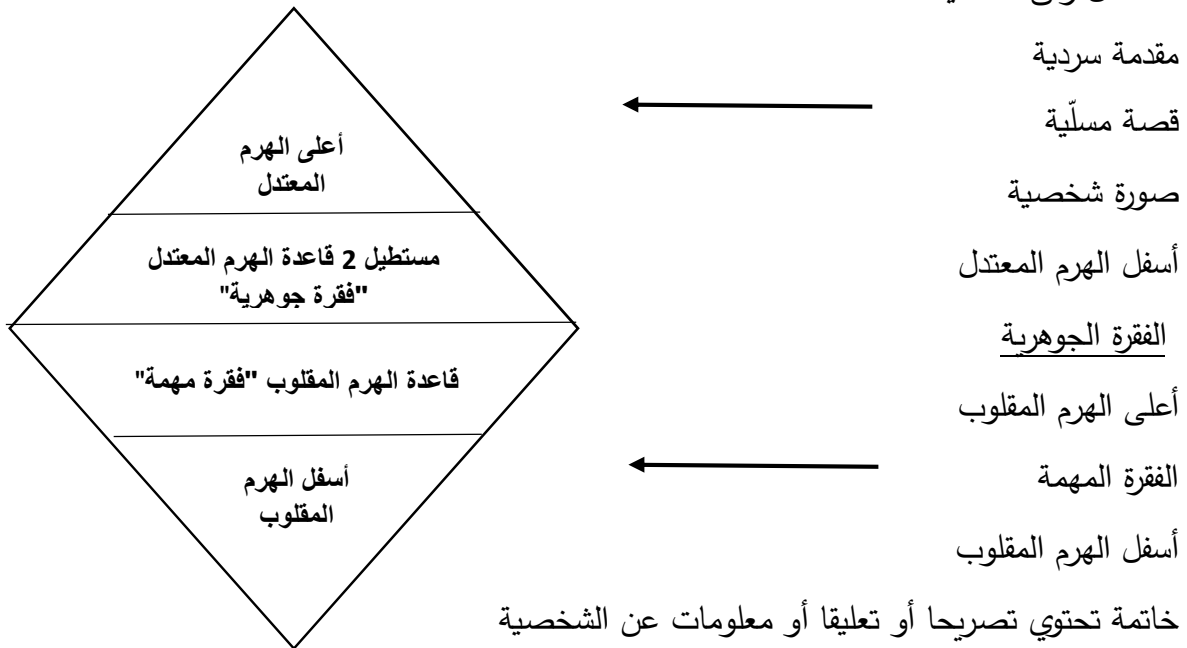 مقدمة سردية
قصة مسلّية
صورة شخصية
أسفل الهرم المعتدل
الفقرة الجوهرية
أعلى الهرم المقلوب
الفقرة المهمة
أسفل الهرم المقلوب
خاتمة تحتوي تصريحا أو تعليقا أو معلومات عن الشخصية
أعلى الهرم
المعتدل
مستطيل 2 قاعدة الهرم المعتدل
"فقرة جوهرية"
قاعدة الهرم المقلوب "فقرة مهمة"
أسفل الهرم
المقلوب